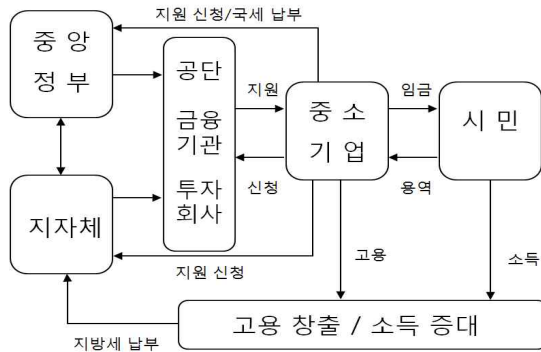 지원 신청/국세 납부
중 앙
정 부
공단
금융
기관
투자
회사
지원
신청
중 소
기 업
임금
용역
시 민
지자체
지원 신청
고용
소득
고용 창출 / 소득 증대
지방세 납부